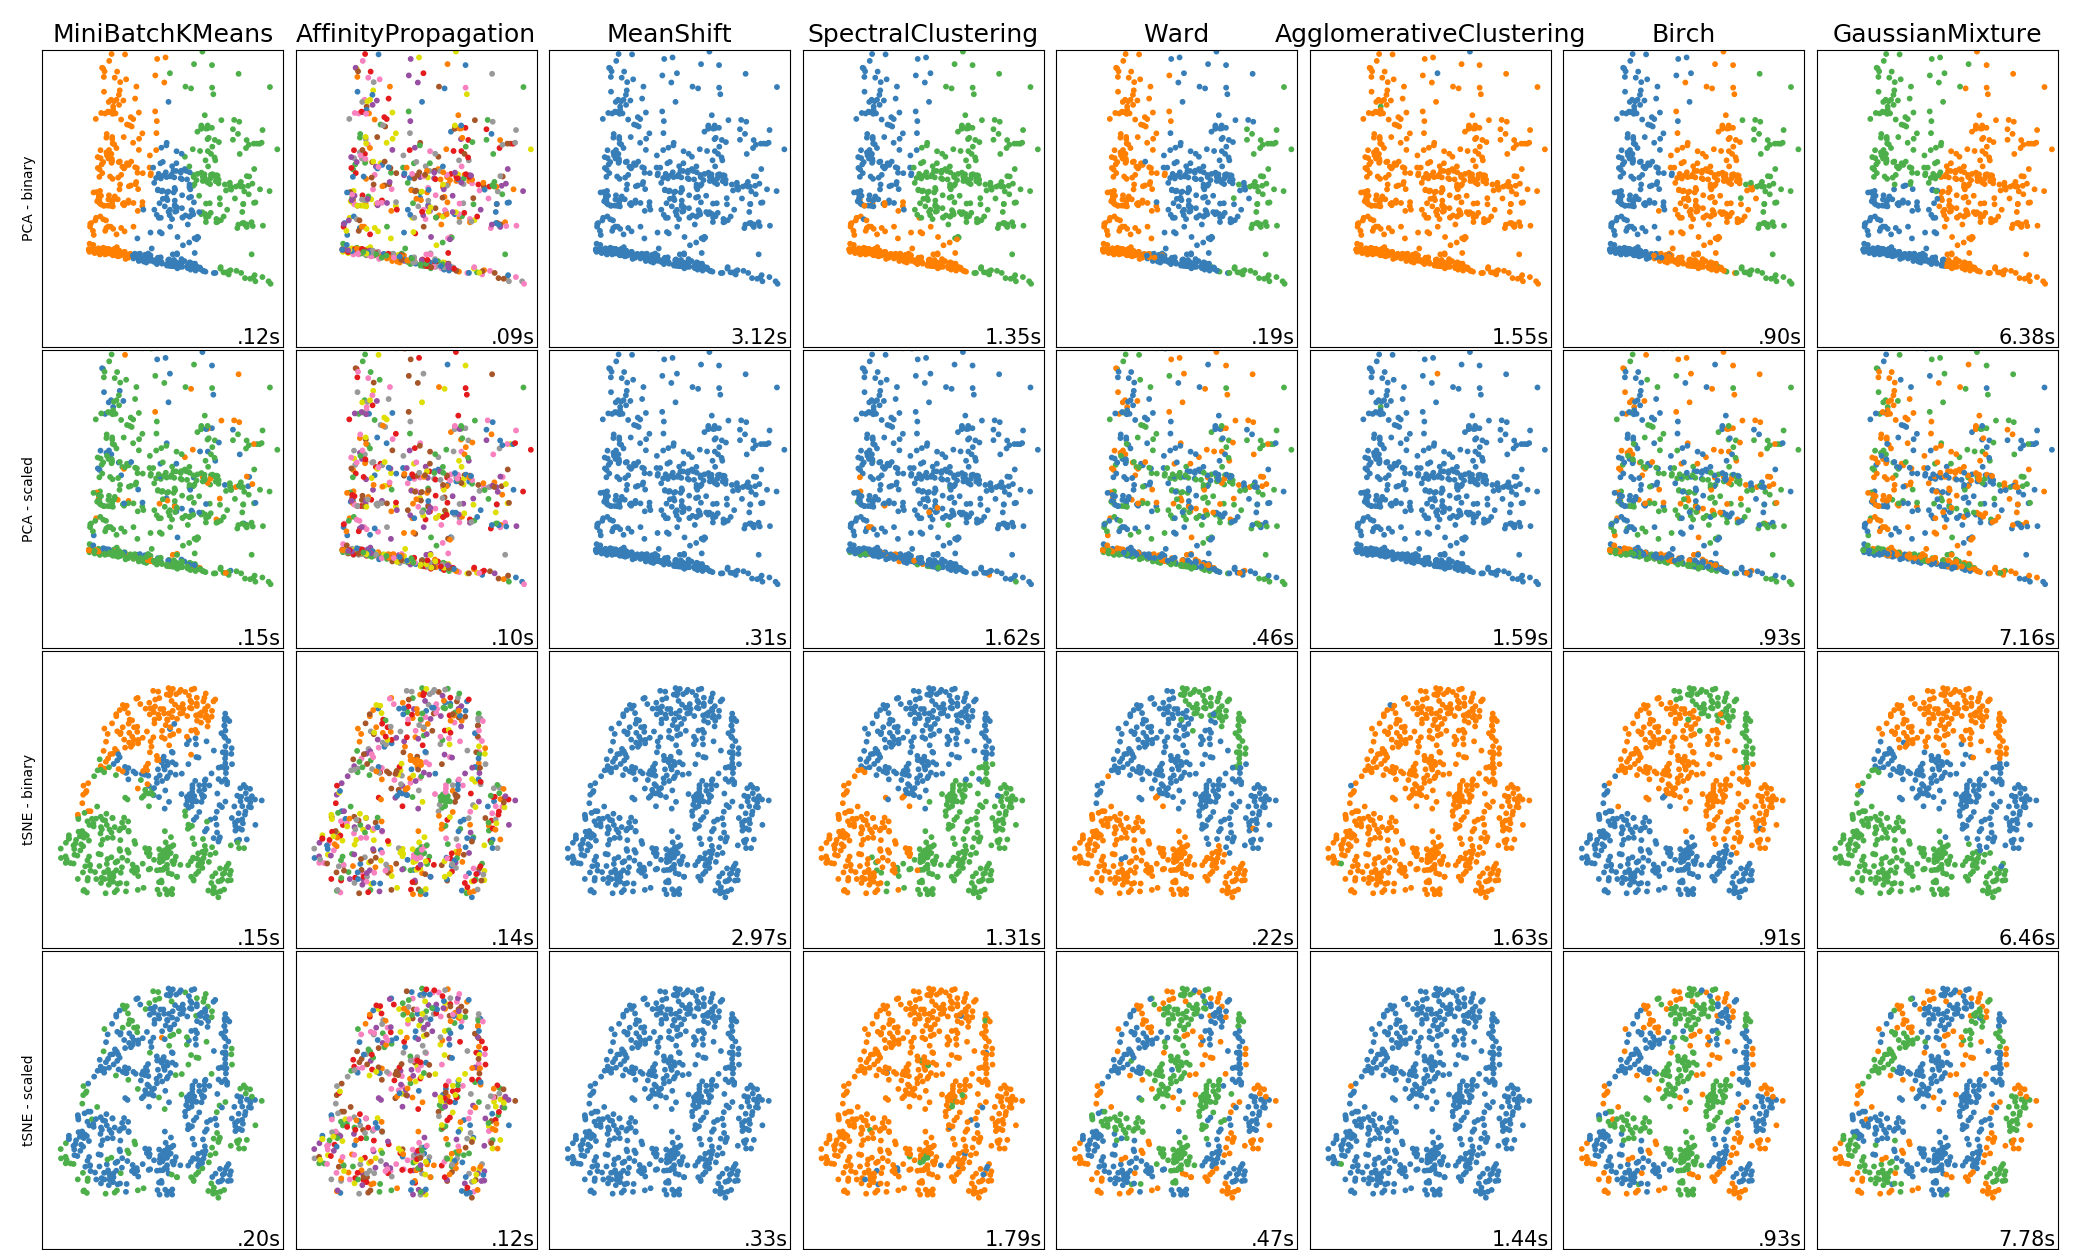 MiniBatchKMeans AffinityPropagation MeanShift SpectralClustering Ward AgglomerativeClustering Birch GaussianMixture
PCA - binary
.12s .09s 3.12s 1.35s .19s 1.55s .90s 6.38s
PCA - scaled
.15s .10s .31s 1.62s .46s 1.59s .93s 7.16s
tSNE - binary
.15s .14s 2.97s 1.31s .22s 1.63s .91s 6.46s
tSNE - scaled
.20s .12s .33s 1.79s .47s 1.44s .93s 7.78s